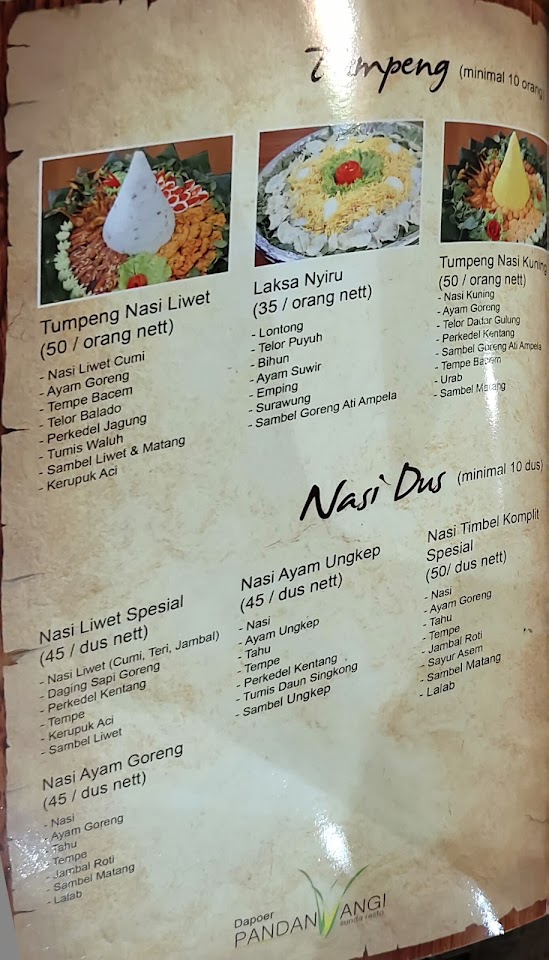 Tumpeng (minimal 10 orang)
Tumpeng Nasi Liwet
(50 / orang nett)
- Nasi Liwet Cumi
- Ayam Goreng
- Tempe Bacem
- Telor Balado
- Perkedel Jagung
- Tumis Waluh
- Sambel Liwet & Matang
- Kerupuk Aci
Laksa Nyiru
(35 / orang nett)
- Lontong
- Telor Puyuh
- Bihun
- Ayam Suwir
- Emping
- Surawung
- Sambel Goreng Ati Ampela
Tumpeng Nasi Kuning
(50 / orang nett)
- Nasi Kuning
- Ayam Goreng
- Telor Dadar Gulung
- Perkedel Kentang
- Sambel Goreng Ati Ampela
- Tempe Bacem
- Urab
- Sambel Matang
Nasi Dus (minimal 10 dus)
Nasi Liwet Spesial
(45 / dus nett)
- Nasi Liwet (Cumi, Teri, Jambal)
- Daging Sapi Goreng
- Perkedel Kentang
- Tempe
- Kerupuk Aci
- Sambel Liwet
Nasi Ayam Ungkep
(45 / dus nett)
- Nasi
- Ayam Ungkep
- Tahu
- Tempe
- Perkedel Kentang
- Tumis Daun Singkong
- Sambel Ungkep
Nasi Timbel Komplit
Spesial
(50/ dus nett)
- Nasi
- Ayam Goreng
- Tahu
- Tempe
- Jambal Roti
- Sayur Asem
- Sambel Matang
- Lalab
Nasi Ayam Goreng
(45 / dus nett)
- Nasi
- Ayam Goreng
- Tahu
- Tempe
- Jambal Roti
- Sambel Matang
- Lalab
Dapoer
PANDAN WANGI
sunda resto